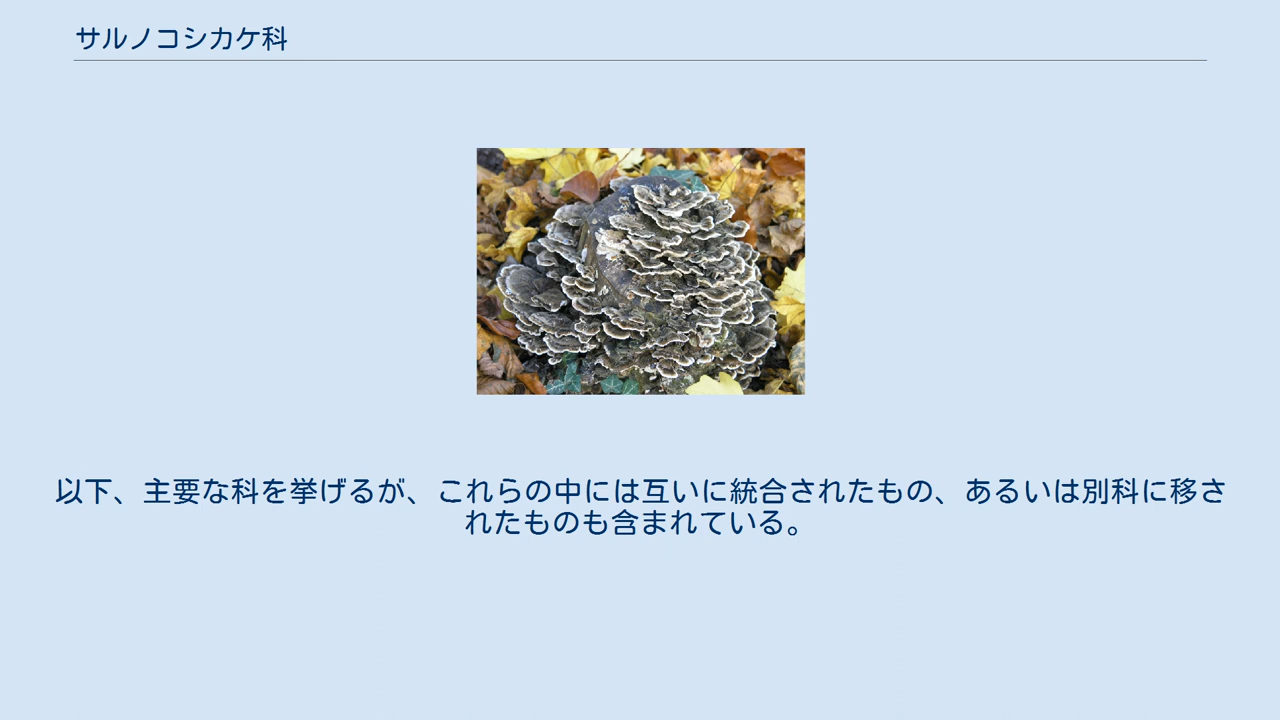 サルノコシカケ科
以下、主要な科を挙げるが、これらの中には互いに統合されたもの、あるいは別科に移さ
れたものも含まれている。